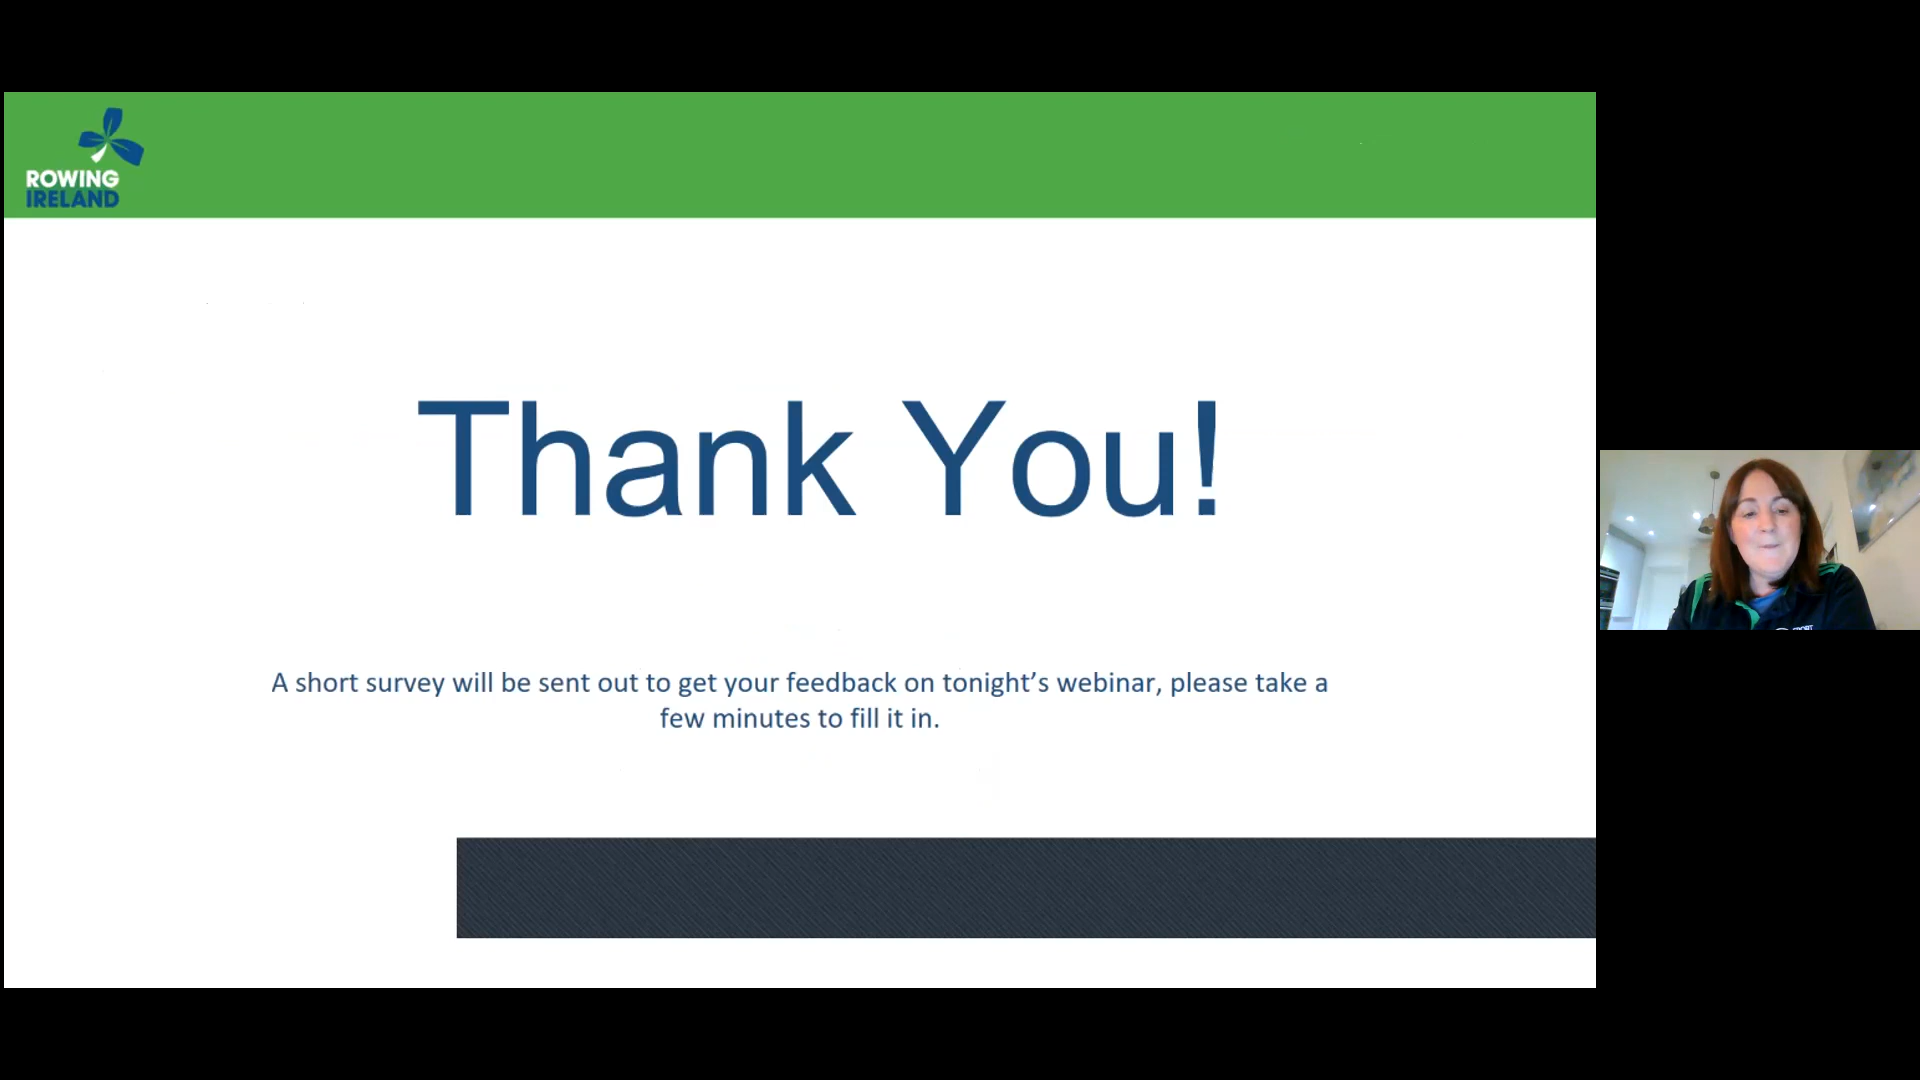 ROWING
IRELAND
Thank You!
A short survey will be sent out to get your feedback on tonight’s webinar, please take a
few minutes to fill it in.